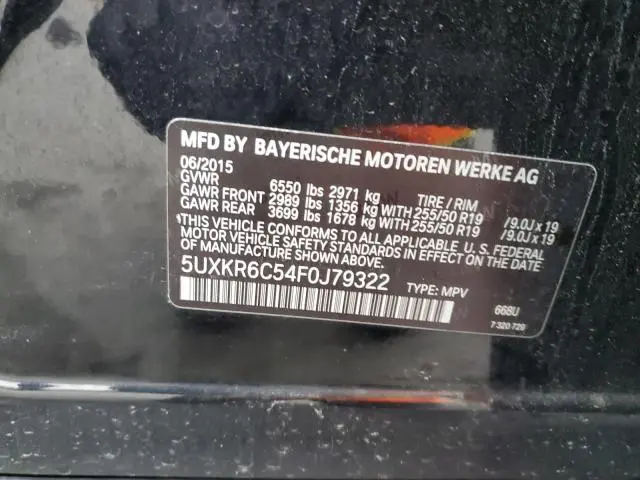 MFD BY BAYERISCHE MOTOREN WERKE AG
06/2015
GVWR 6550 lbs 2971 kg TIRE / RIM
GAWR FRONT 2989 lbs 1356 kg WITH 255/50 R19 /9.0J x 19
GAWR REAR 3699 lbs 1678 kg WITH 255/50 R19 /9.0J x 19
THIS VEHICLE CONFORMS TO ALL APPLICABLE U. S. FEDERAL
MOTOR VEHICLE SAFETY STANDARDS IN EFFECT ON THE DATE
OF MANUFACTURE SHOWN ABOVE.
5UXKR6C54F0J79322 TYPE: MPV
668U
7 320 728